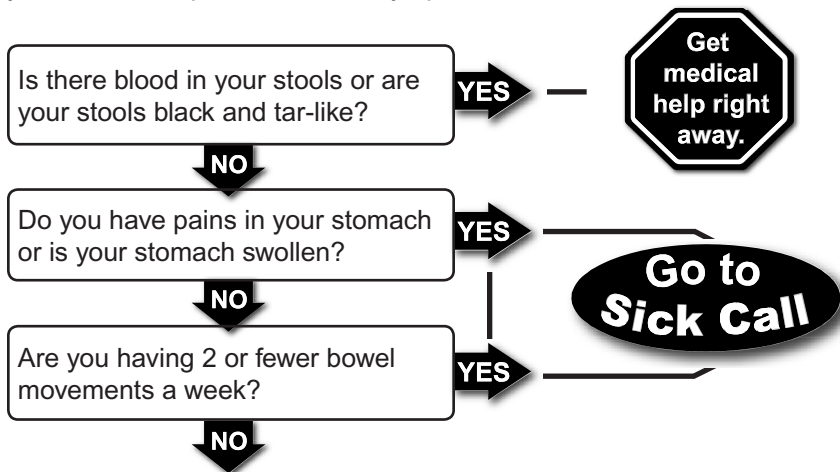 Is there blood in your stools or are
your stools black and tar-like?
YES
Get
medical
help right
away.
NO
Do you have pains in your stomach
or is your stomach swollen?
YES
Go to
Sick Call
NO
Are you having 2 or fewer bowel
movements a week?
YES
NO